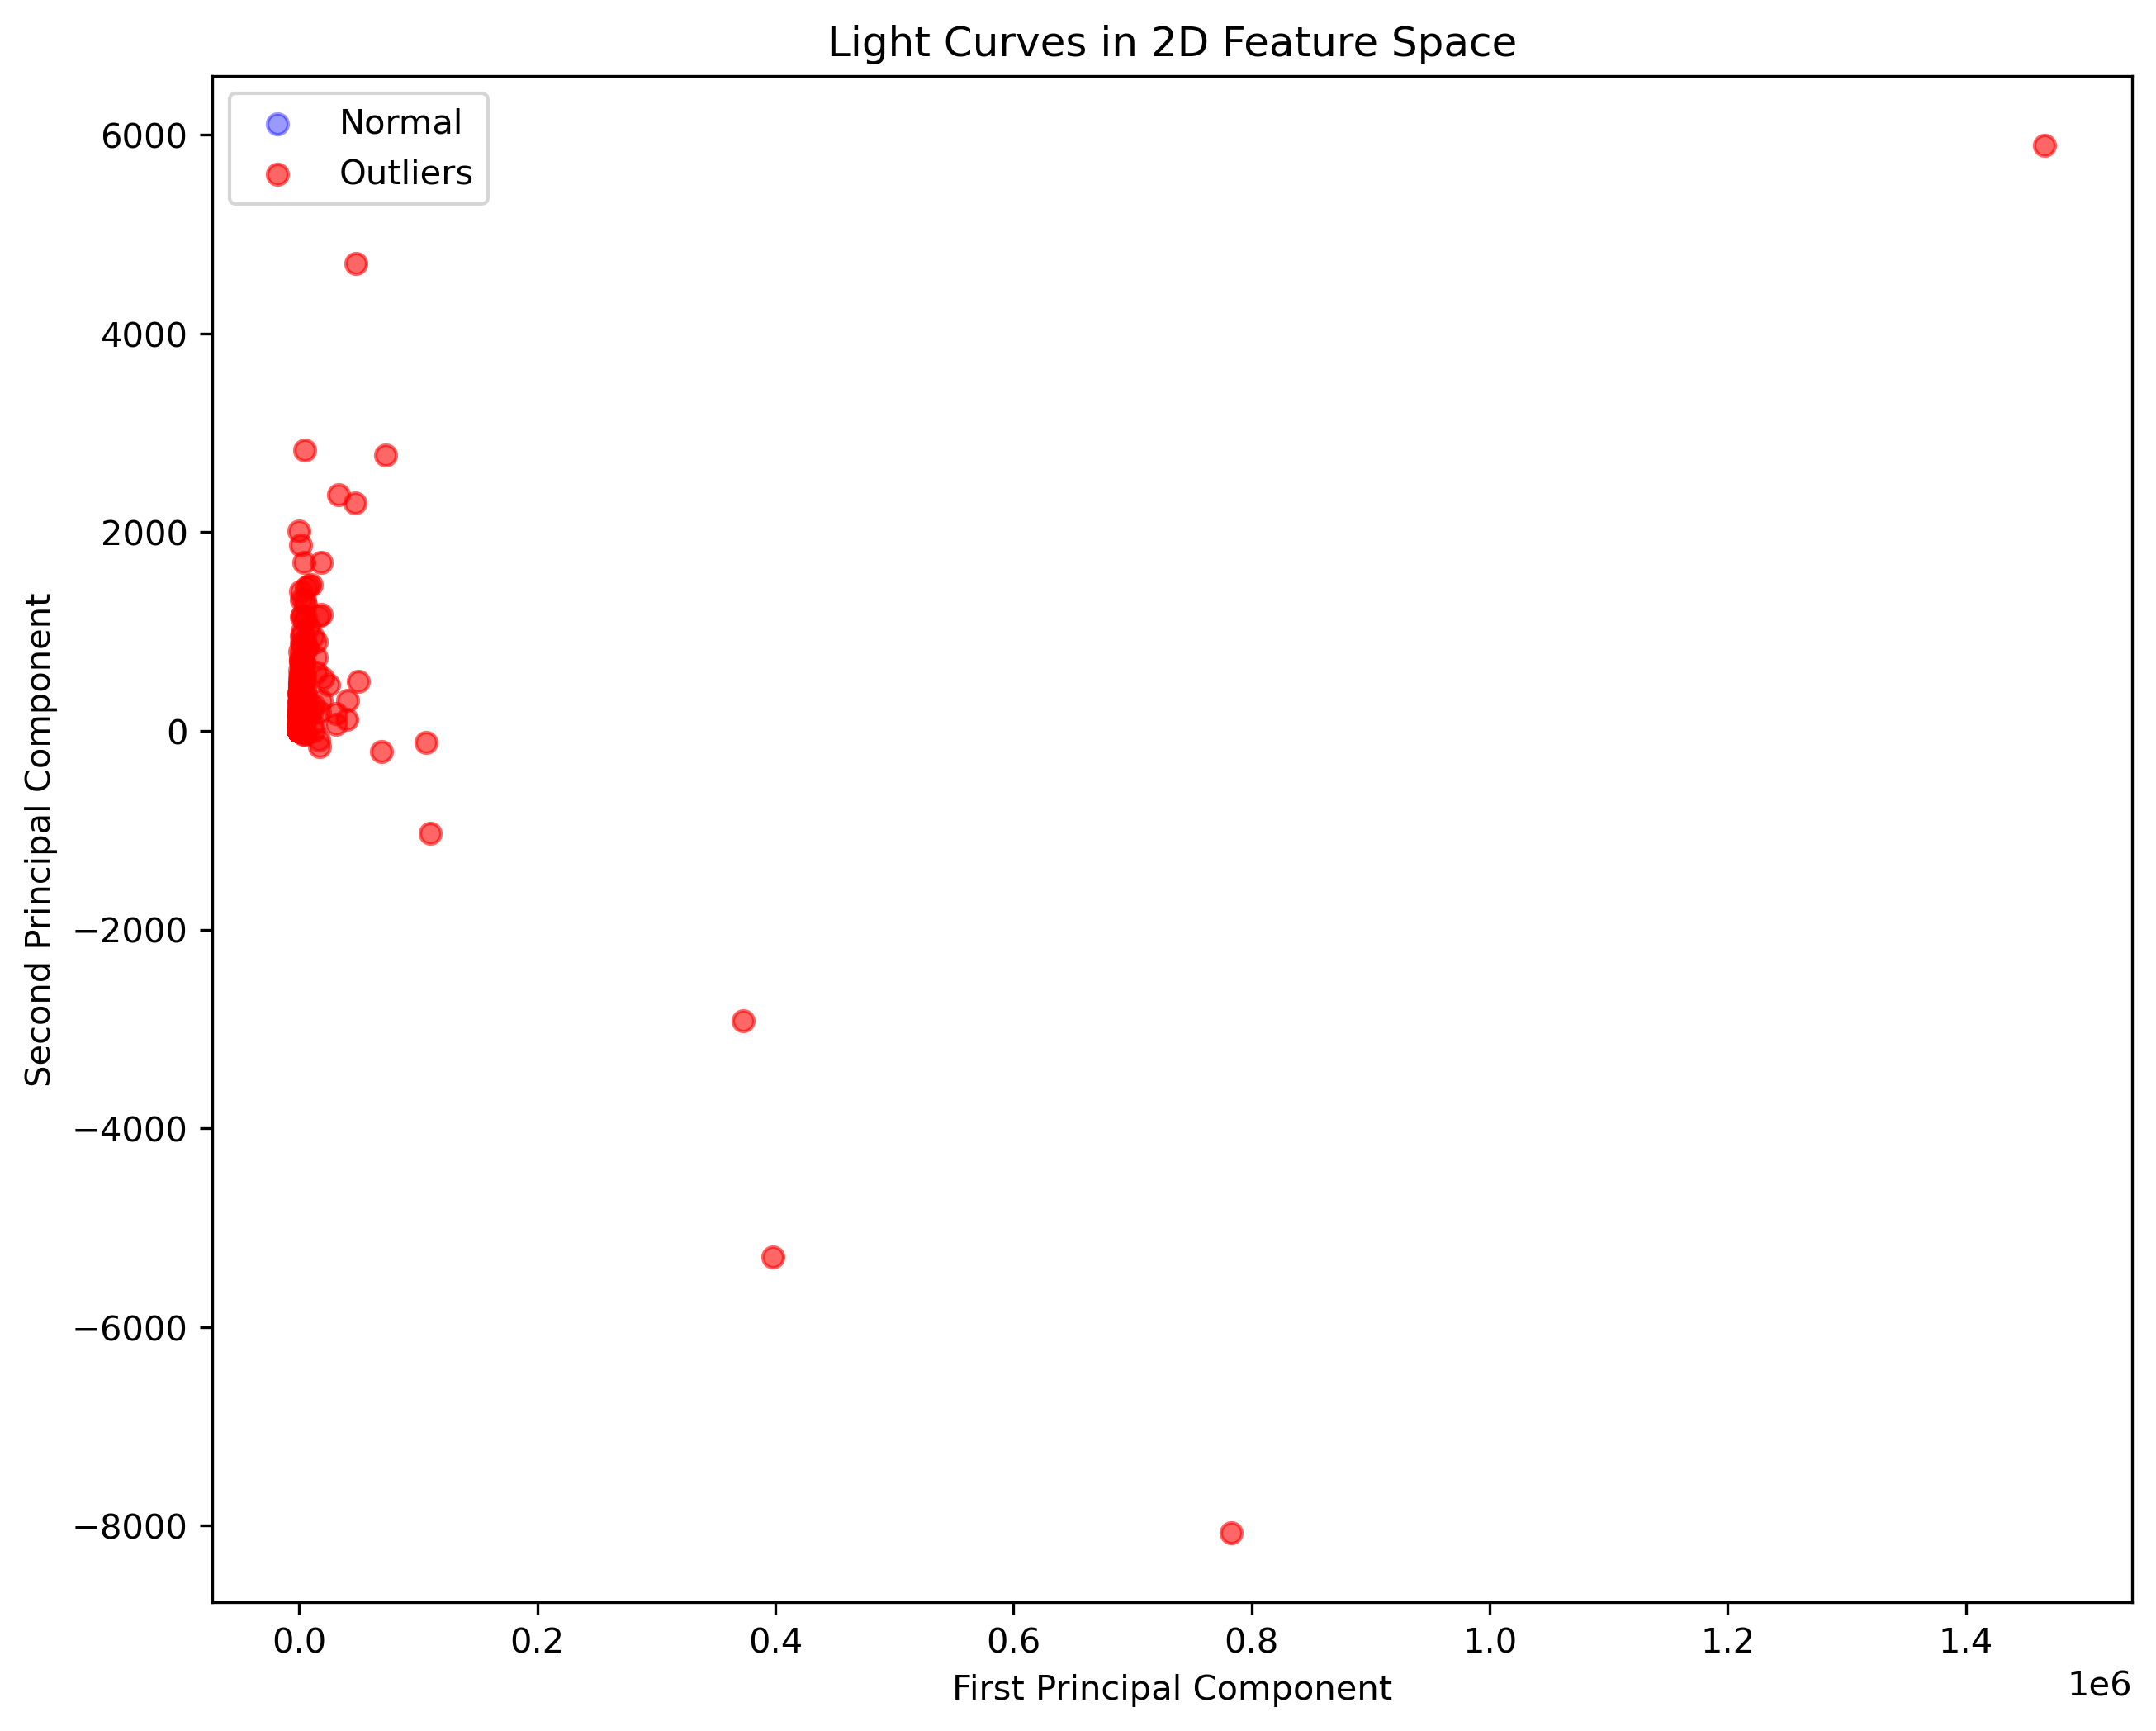 Light Curves in 2D Feature Space
Normal
Outliers
6000
4000
2000
0
−2000
−4000
−6000
−8000
Second Principal Component
0.0 0.2 0.4 0.6 0.8 1.0 1.2 1.4
1e6
First Principal Component